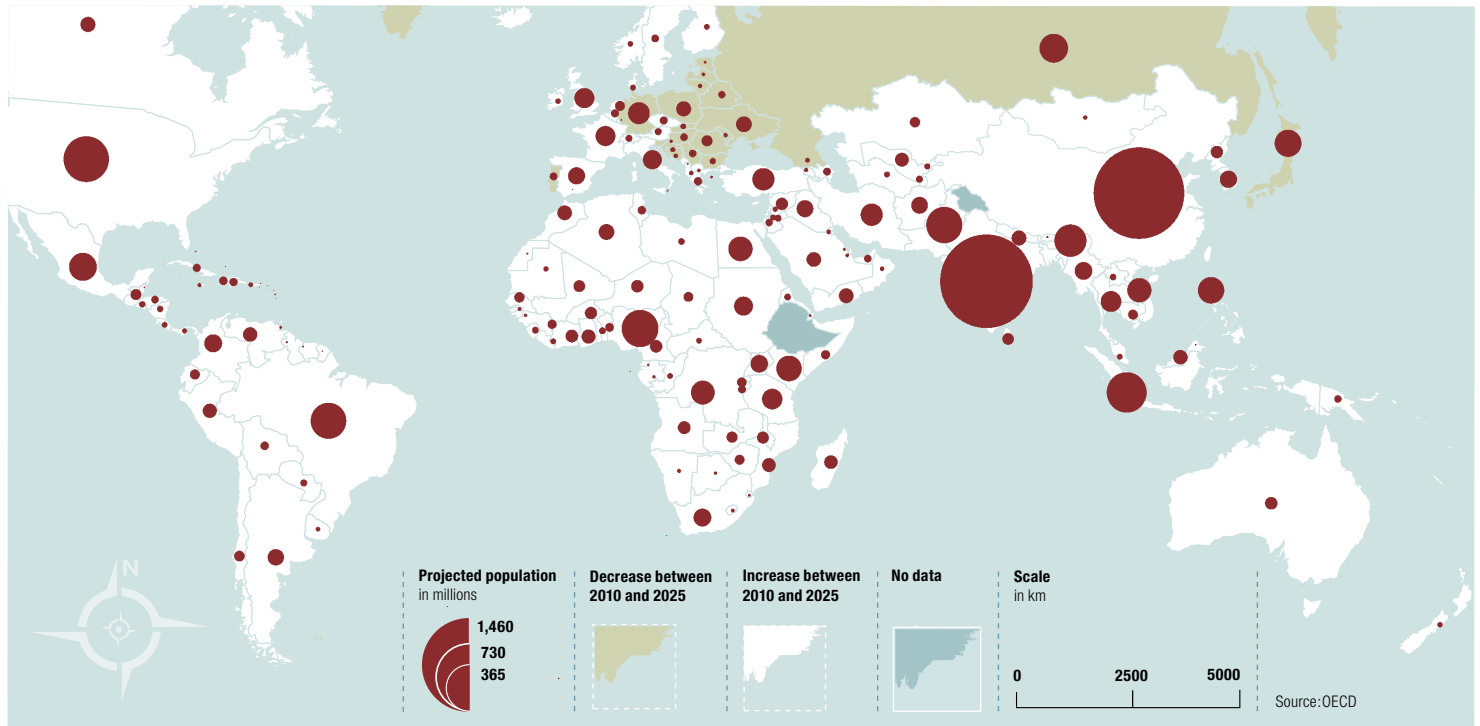 N
Projected population
in millions
1,460
730
365
Decrease between
2010 and 2025
Increase between
2010 and 2025
No data
Scale
in km
0 2500 5000
Source:OECD